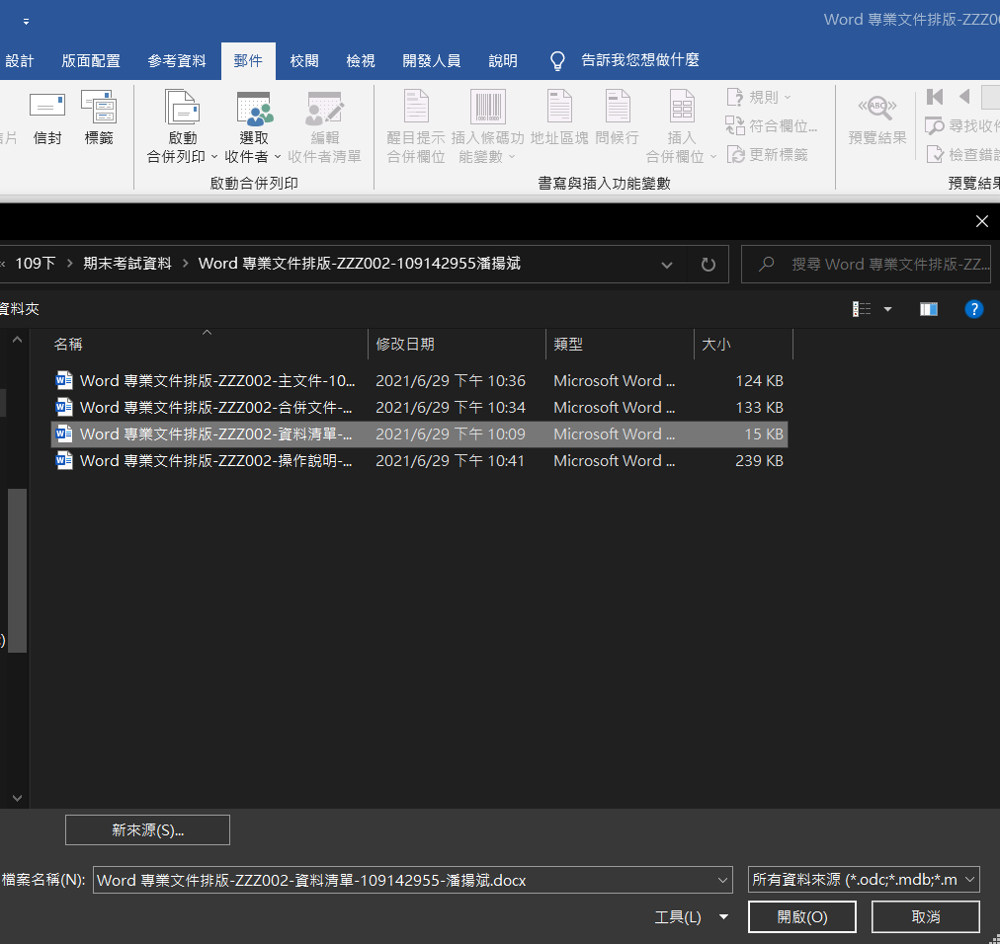 Word 專業文件排版-ZZZ00
設計 版面配置 參考資料 郵件 校閱 檢視 開發人員 說明 告訴我您想做什麼
信封 標籤 啟動 合併列印 選取 收件者 編輯 收件者清單 醒目提示 合併欄位 插入條碼功 能變數 地址區塊 問候行 插入 合併欄位 規則 符合欄位... 更新標籤 ABC 預覽結果 尋找收件 檢查錯誤
啟動合併列印 書寫與插入功能變數 預覽結果
« 109下 › 期末考試資料 › Word 專業文件排版-ZZZ002-109142955潘揚斌 搜尋 Word 專業文件排版-ZZ...
資料夾 ?
名稱 修改日期 類型 大小
Word 專業文件排版-ZZZ002-主文件-10... 2021/6/29 下午 10:36 Microsoft Word ... 124 KB
Word 專業文件排版-ZZZ002-合併文件-... 2021/6/29 下午 10:34 Microsoft Word ... 133 KB
Word 專業文件排版-ZZZ002-資料清單-... 2021/6/29 下午 10:09 Microsoft Word ... 15 KB
Word 專業文件排版-ZZZ002-操作說明-... 2021/6/29 下午 10:41 Microsoft Word ... 239 KB
新來源(S)...
檔案名稱(N): Word 專業文件排版-ZZZ002-資料清單-109142955-潘揚斌.docx 所有資料來源 (*.odc;*.mdb;*.m
工具(L) 開啟(O) 取消